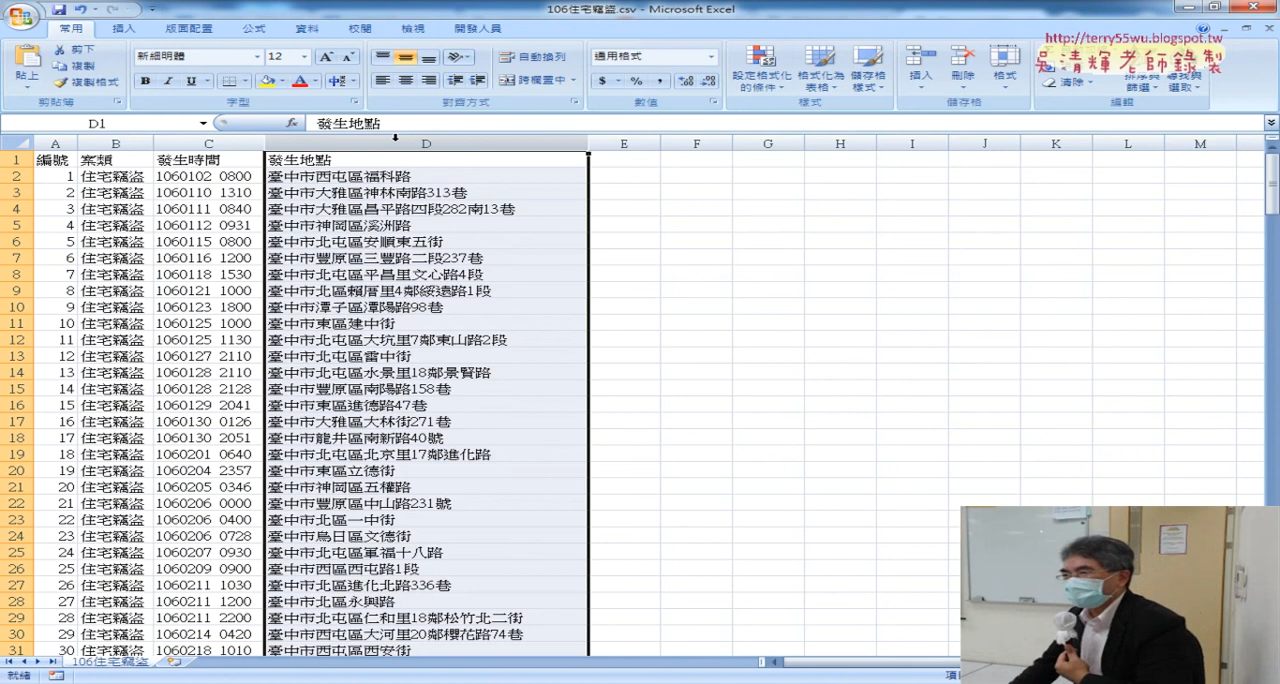 106住宅竊盜.csv - Microsoft Excel
常用 插入 版面配置 公式 資料 校閱 檢視 開發人員
http://terry55wu.blogspot.tw
吳清輝老師錄製
貼上 剪下 複製 複製格式 剪貼簿
新細明體 12 B I U 字型
自動換列 跨欄置中 對齊方式
通用格式 $ % , 數值
設定格式化的條件 格式化為表格 儲存格樣式 樣式
插入 刪除 格式 儲存格
清除 篩選 選取 編輯
D1 fx 發生地點
A B C D E F G H I J K L M
1 編號 案類 發生時間 發生地點
2 1 住宅竊盜 1060102 0800 臺中市西屯區福科路
3 2 住宅竊盜 1060110 1310 臺中市大雅區神林南路313巷
4 3 住宅竊盜 1060111 0840 臺中市大雅區昌平路四段282南13巷
5 4 住宅竊盜 1060112 0931 臺中市神岡區溪洲路
6 5 住宅竊盜 1060115 0800 臺中市北屯區安順東五街
7 6 住宅竊盜 1060116 1200 臺中市豐原區三豐路二段237巷
8 7 住宅竊盜 1060118 1530 臺中市北屯區平昌里文心路4段
9 8 住宅竊盜 1060121 1000 臺中市北區賴厝里4鄰綏遠路1段
10 9 住宅竊盜 1060123 1800 臺中市潭子區潭陽路98巷
11 10 住宅竊盜 1060125 1000 臺中市東區建中街
12 11 住宅竊盜 1060125 1130 臺中市北屯區大坑里7鄰東山路2段
13 12 住宅竊盜 1060127 2110 臺中市北屯區雷中街
14 13 住宅竊盜 1060128 2110 臺中市北屯區水景里18鄰景賢路
15 14 住宅竊盜 1060128 2128 臺中市豐原區南陽路158巷
16 15 住宅竊盜 1060129 2041 臺中市東區進德路47巷
17 16 住宅竊盜 1060130 0126 臺中市大雅區大林街271巷
18 17 住宅竊盜 1060130 2051 臺中市龍井區南新路40號
19 18 住宅竊盜 1060201 0640 臺中市北屯區北京里17鄰進化路
20 19 住宅竊盜 1060204 2357 臺中市東區立德街
21 20 住宅竊盜 1060205 0346 臺中市神岡區五權路
22 21 住宅竊盜 1060206 0000 臺中市豐原區中山路231號
23 22 住宅竊盜 1060206 0400 臺中市北區一中街
24 23 住宅竊盜 1060206 0728 臺中市烏日區文德街
25 24 住宅竊盜 1060207 0930 臺中市北屯區軍福十八路
26 25 住宅竊盜 1060209 0900 臺中市西區西屯路1段
27 26 住宅竊盜 1060211 1030 臺中市北區進化北路336巷
28 27 住宅竊盜 1060211 1200 臺中市北區永興路
29 28 住宅竊盜 1060211 2200 臺中市北屯區仁和里18鄰松竹北二街
30 29 住宅竊盜 1060214 0420 臺中市西屯區大河里20鄰櫻花路74巷
31 30 住宅竊盜 1060218 1010 臺中市西屯區西安街
106住宅竊盜
就緒